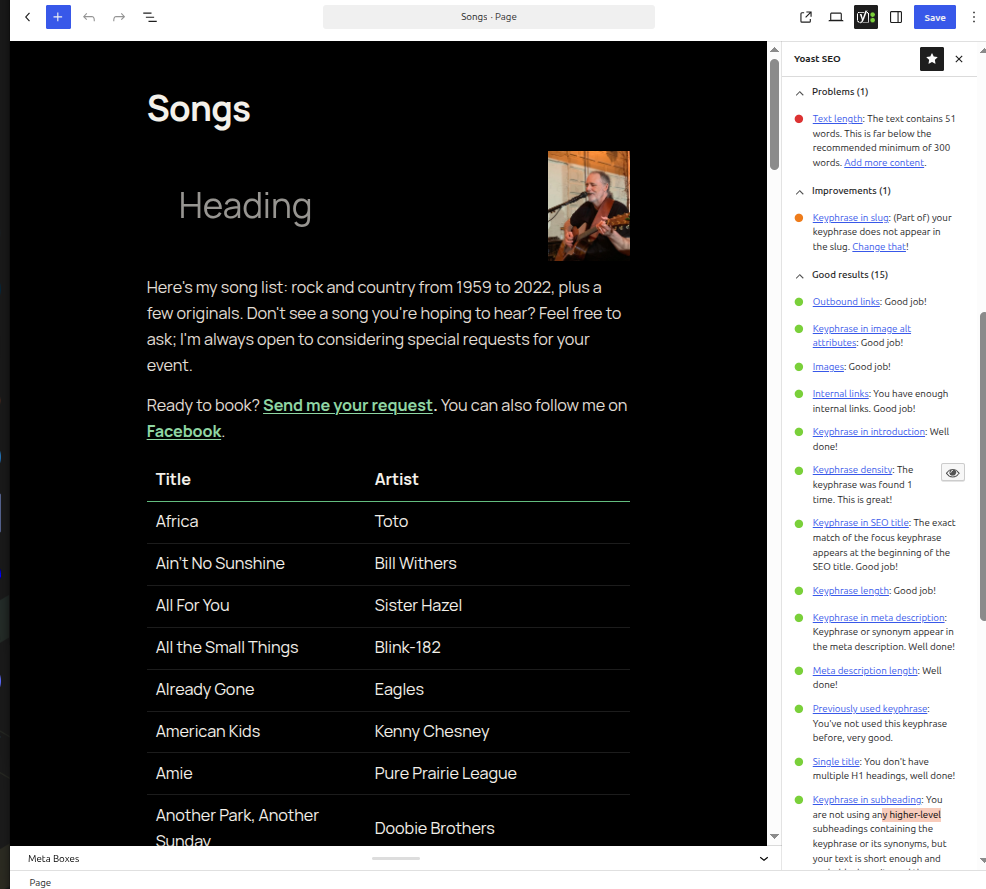 Songs · Page
Save
Songs
Heading
Here's my song list: rock and country from 1959 to 2022, plus a
few originals. Don't see a song you're hoping to hear? Feel free to
ask; I'm always open to considering special requests for your
event.
Ready to book? Send me your request. You can also follow me on
Facebook.
Title Artist
Africa Toto
Ain't No Sunshine Bill Withers
All For You Sister Hazel
All the Small Things Blink-182
Already Gone Eagles
American Kids Kenny Chesney
Amie Pure Prairie League
Another Park, Another
Sunday
Doobie Brothers
Meta Boxes
Page
Yoast SEO
Problems (1)
Text length: The text contains 51
words. This is far below the
recommended minimum of 300
words. Add more content.
Improvements (1)
Keyphrase in slug: (Part of) your
keyphrase does not appear in
the slug. Change that!
Good results (15)
Outbound links: Good job!
Keyphrase in image alt
attributes: Good job!
Images: Good job!
Internal links: You have enough
internal links. Good job!
Keyphrase in introduction: Well
done!
Keyphrase density: The
keyphrase was found 1
time. This is great!
Keyphrase in SEO title: The exact
match of the focus keyphrase
appears at the beginning of the
SEO title. Good job!
Keyphrase length: Good job!
Keyphrase in meta description:
Keyphrase or synonym appear in
the meta description. Well done!
Meta description length: Well
done!
Previously used keyphrase:
You've not used this keyphrase
before, very good.
Single title: You don't have
multiple H1 headings, well done!
Keyphrase in subheading: You
are not using any higher-level
subheadings containing the
keyphrase or its synonyms, but
your text is short enough and